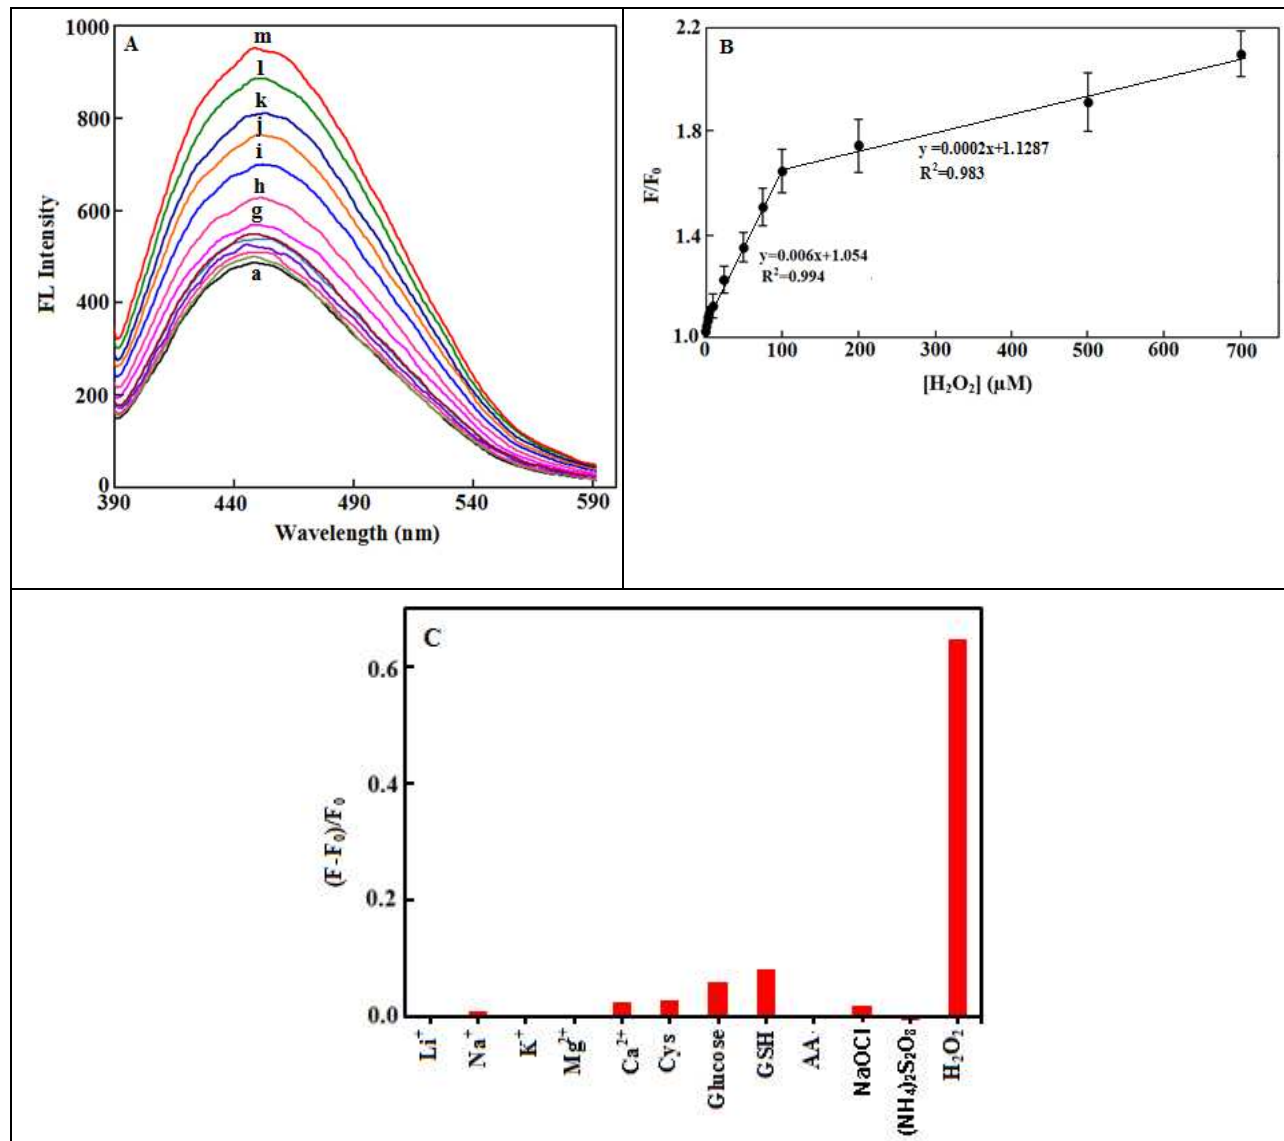 A
1000
800
600
400
200
0
FL Intensity
m
l
k
j
i
h
g
a
390
440
490
540
590
Wavelength (nm)
B
2.2
1.8
1.4
1.0
F/F₀
y =0.0002x+1.1287
R²=0.983
y=0.006x+1.054
R²=0.994
0
100
200
300
400
500
600
700
[H₂O₂] (µM)
C
0.6
0.4
0.2
0.0
(F-F₀)/F₀
Li⁺
Na⁺
K⁺
Mg²⁺
Ca²⁺
Cys
Glucose
GSH
AA
NaOCl
(NH₄)₂S₂O₈
H₂O₂